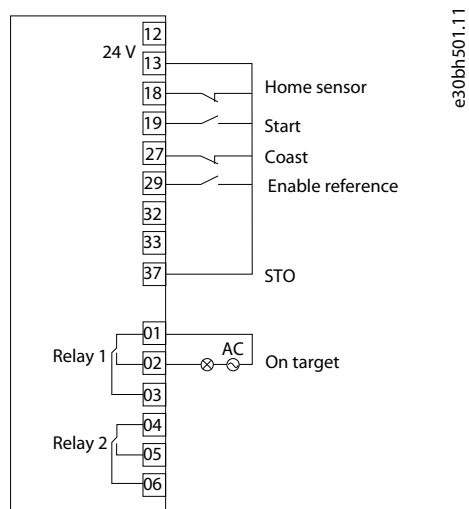 e30bh501.11
12
24 V
13
18 Home sensor
19 Start
27 Coast
29 Enable reference
32
33
37 STO
01
Relay 1 02 AC On target
03
04
Relay 2 05
06